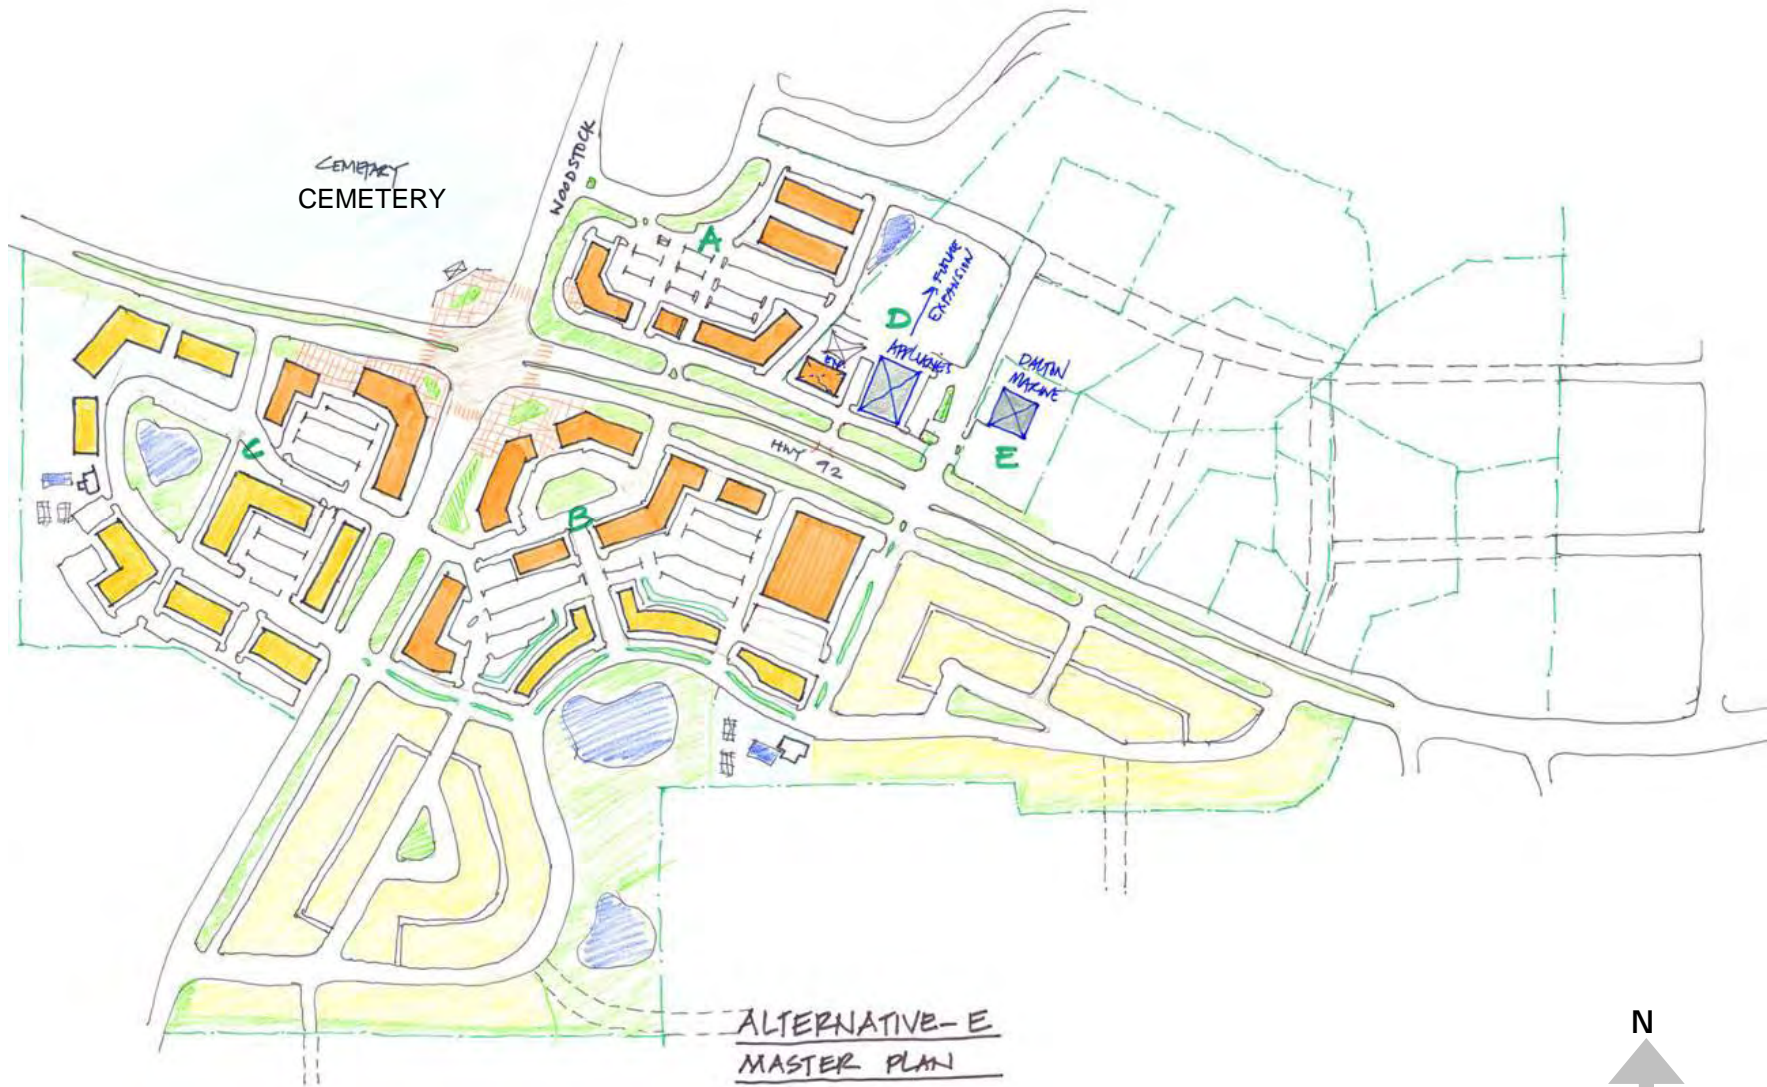 CEMETARY
CEMETERY
WOODSTOCK
A
FUTURE
EXPANSION
D
APPLIANCES
DALTON
MARINE
E
HWY 92
C
B
ALTERNATIVE-E
MASTER PLAN
N